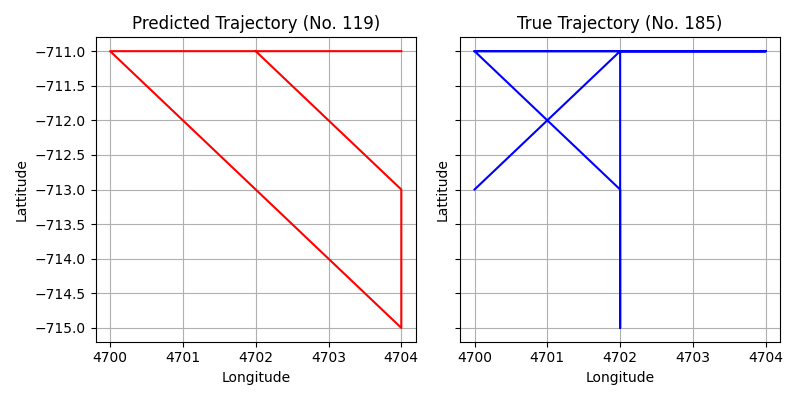 Predicted Trajectory (No. 119)
True Trajectory (No. 185)
Lattitude
−711.0
−711.5
−712.0
−712.5
−713.0
−713.5
−714.0
−714.5
−715.0
4700 4701 4702 4703 4704
Longitude
Lattitude
4700 4701 4702 4703 4704
Longitude